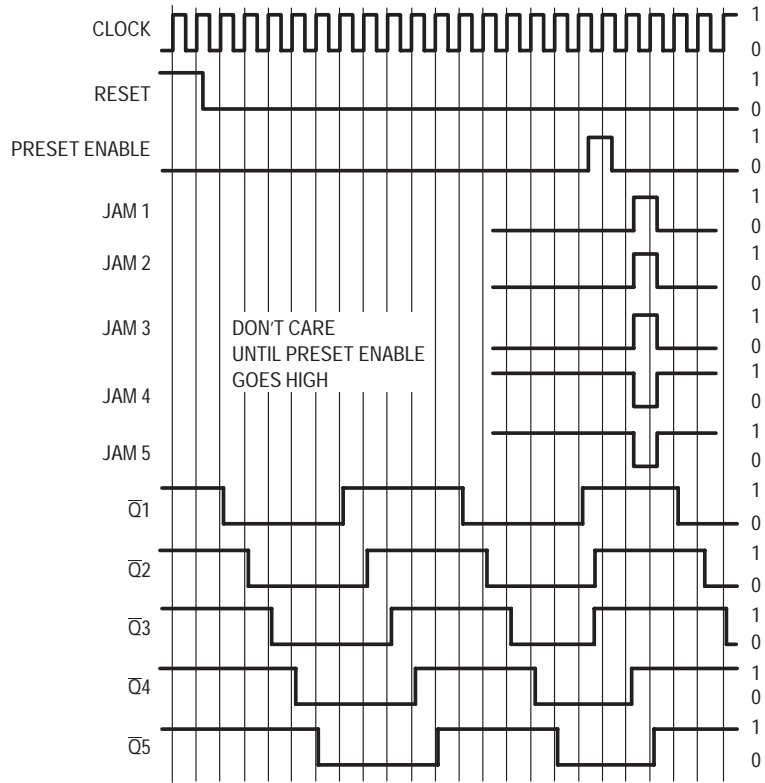 CLOCK
1
0
RESET
1
0
PRESET ENABLE
1
0
JAM 1
1
0
JAM 2
1
0
JAM 3
1
0
DON'T CARE
UNTIL PRESET ENABLE
GOES HIGH
JAM 4
1
0
JAM 5
1
0
Q̅1
1
0
Q̅2
1
0
Q̅3
1
0
Q̅4
1
0
Q̅5
1
0